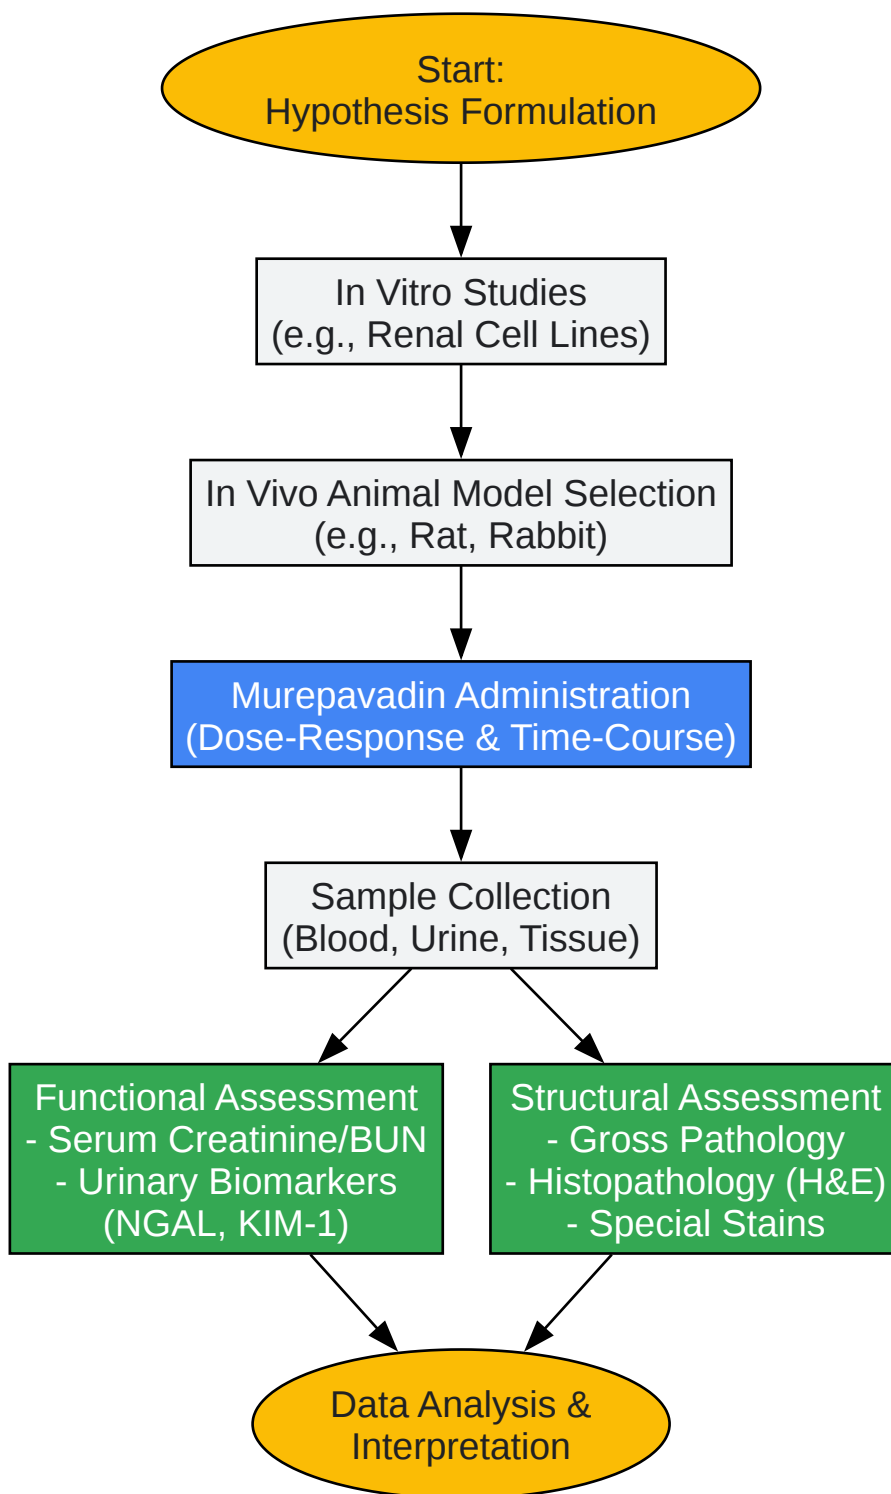 Start:
Hypothesis Formulation
In Vitro Studies
(e.g., Renal Cell Lines)
In Vivo Animal Model Selection
(e.g., Rat, Rabbit)
Murepavadin Administration
(Dose-Response & Time-Course)
Sample Collection
(Blood, Urine, Tissue)
Functional Assessment
- Serum Creatinine/BUN
- Urinary Biomarkers
(NGAL, KIM-1)
Structural Assessment
- Gross Pathology
- Histopathology (H&E)
- Special Stains
Data Analysis &
Interpretation